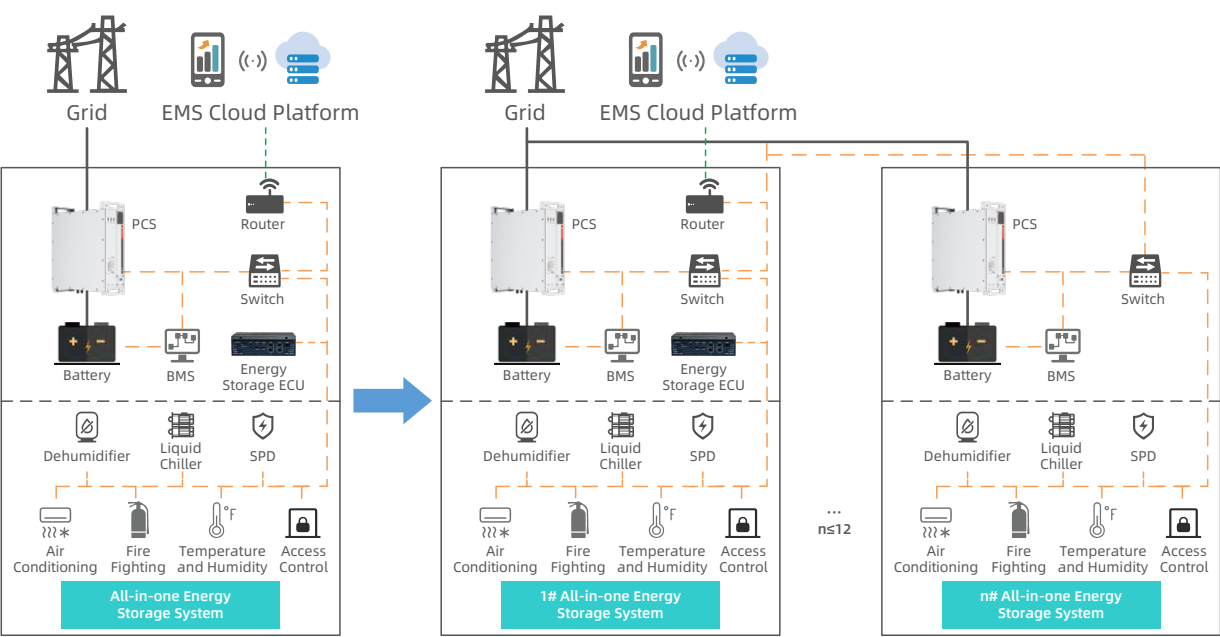 Grid
EMS Cloud Platform
PCS
Router
Switch
Battery
BMS
Energy
Storage ECU
Dehumidifier
Liquid
Chiller
SPD
°F
Air
Conditioning
Fire
Fighting
Temperature
and Humidity
Access
Control
All-in-one Energy
Storage System
Grid
EMS Cloud Platform
PCS
Router
Switch
Battery
BMS
Energy
Storage ECU
Dehumidifier
Liquid
Chiller
SPD
°F
Air
Conditioning
Fire
Fighting
Temperature
and Humidity
Access
Control
1# All-in-one Energy
Storage System
...
n≤12
PCS
Switch
Battery
BMS
Dehumidifier
Liquid
Chiller
SPD
°F
Air
Conditioning
Fire
Fighting
Temperature
and Humidity
Access
Control
n# All-in-one Energy
Storage System